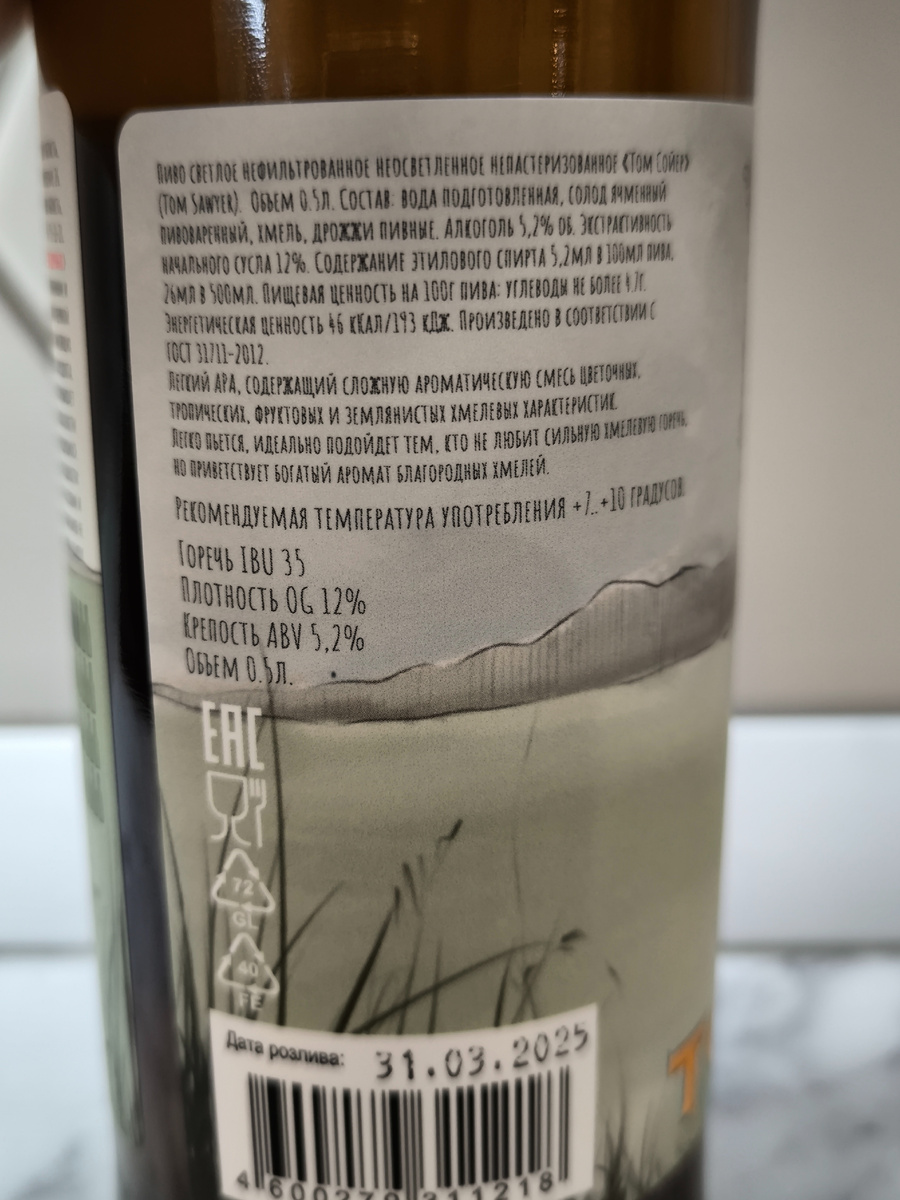 Пиво светлое нефильтрованное неосветленное непастеризованное «Том Сойер»
(Tom Sawyer). Объем 0.5л. Состав: вода подготовленная, солод ячменный
пивоваренный, хмель, дрожжи пивные. Алкоголь 5,2% об. Экстрактивность
начального сусла 12%. Содержание этилового спирта 5,2мл в 100мл пива,
26мл в 500мл. Пищевая ценность на 100г пива: углеводы не более 4.7г.
Энергетическая ценность 46 кКал/193 кДж. Произведено в соответствии с
ГОСТ 31711-2012.
Легкий APA, содержащий сложную ароматическую смесь цветочных,
тропических, фруктовых и землянистых хмелевых характеристик.
Легко пьется, идеально подойдет тем, кто не любит сильную хмелевую горечь,
но приветствует богатый аромат благородных хмелей.
Рекомендуемая температура употребления +7..+10 градусов.
Горечь IBU 35
Плотность OG 12%
Крепость ABV 5,2%
Объем 0.5л.
EAC
72
GL
40
FE
Дата розлива: 31.03.2025
4 600279 311218